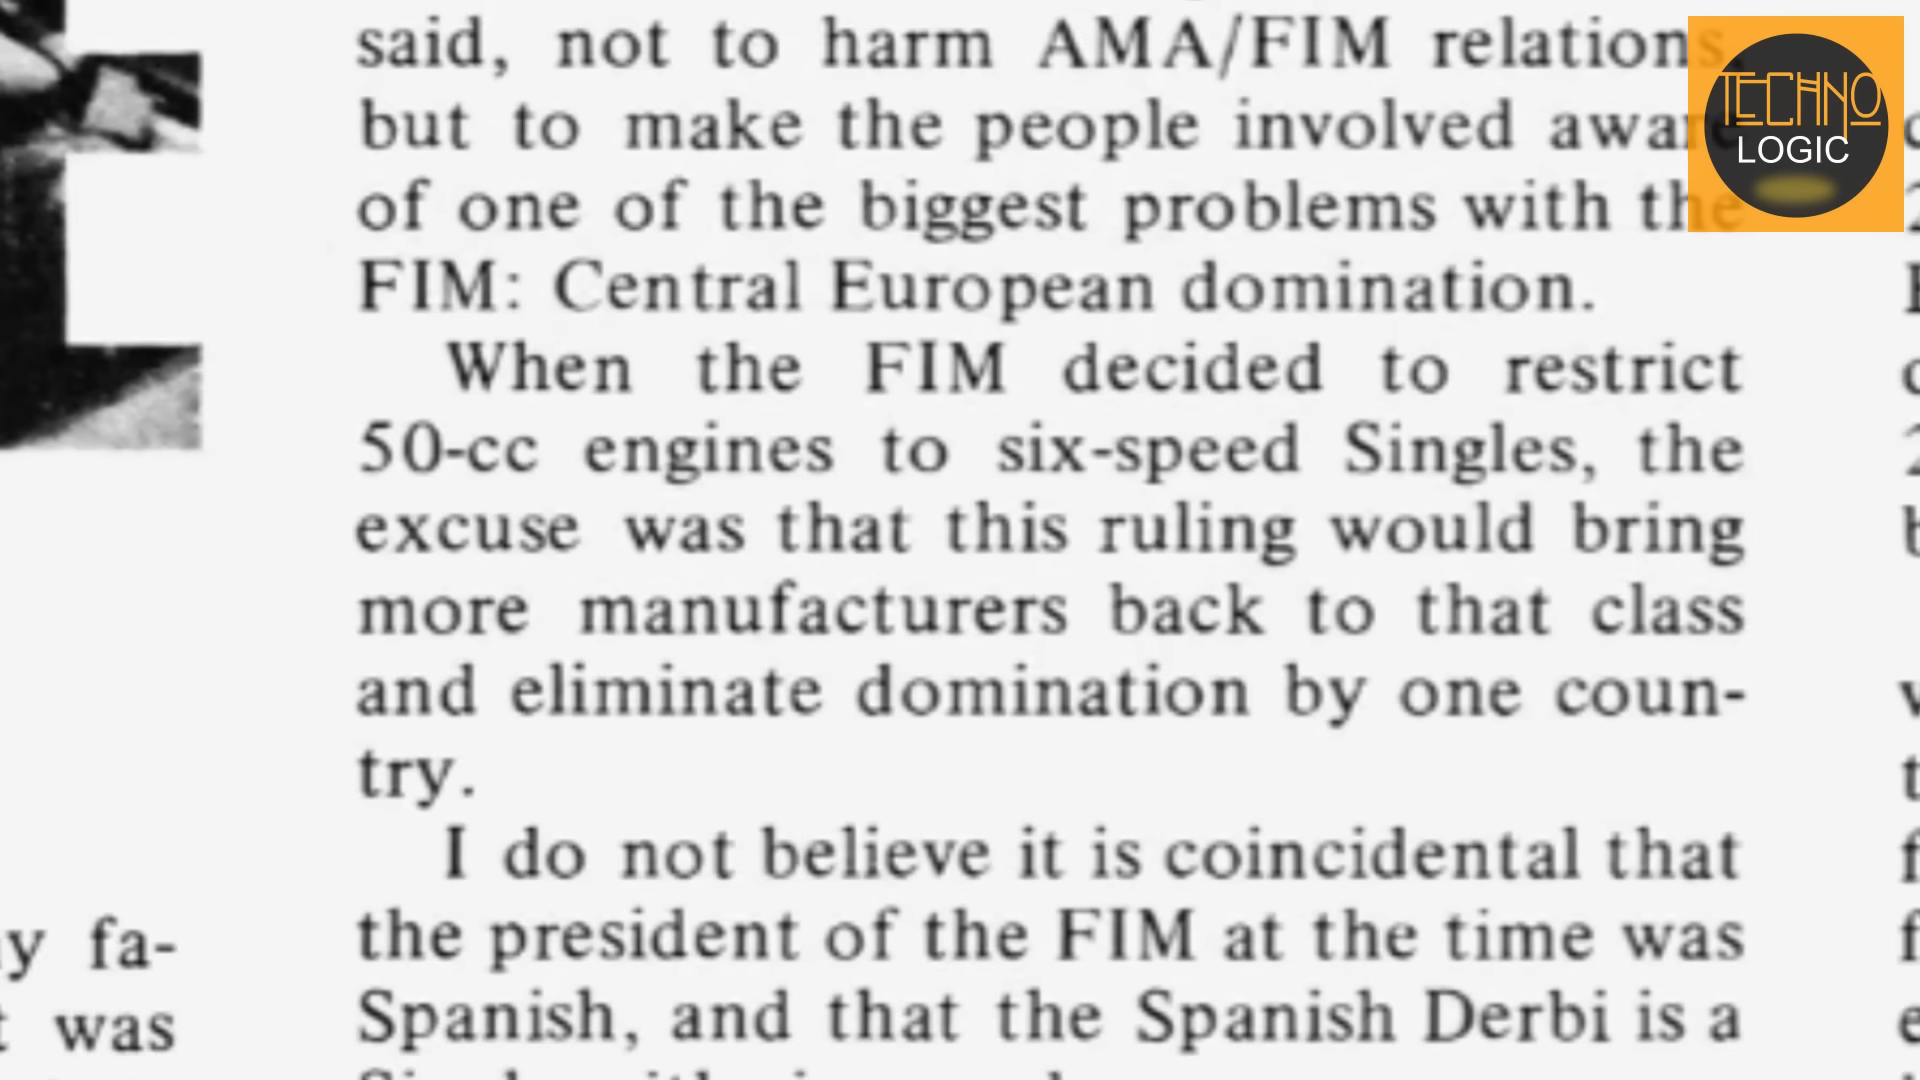 said, not to harm AMA/FIM relations,
but to make the people involved aware
of one of the biggest problems with the
FIM: Central European domination.
When the FIM decided to restrict
50-cc engines to six-speed Singles, the
excuse was that this ruling would bring
more manufacturers back to that class
and eliminate domination by one coun-
try.
I do not believe it is coincidental that
the president of the FIM at the time was
Spanish, and that the Spanish Derbi is a
fa-
was
TECHNO
LOGIC